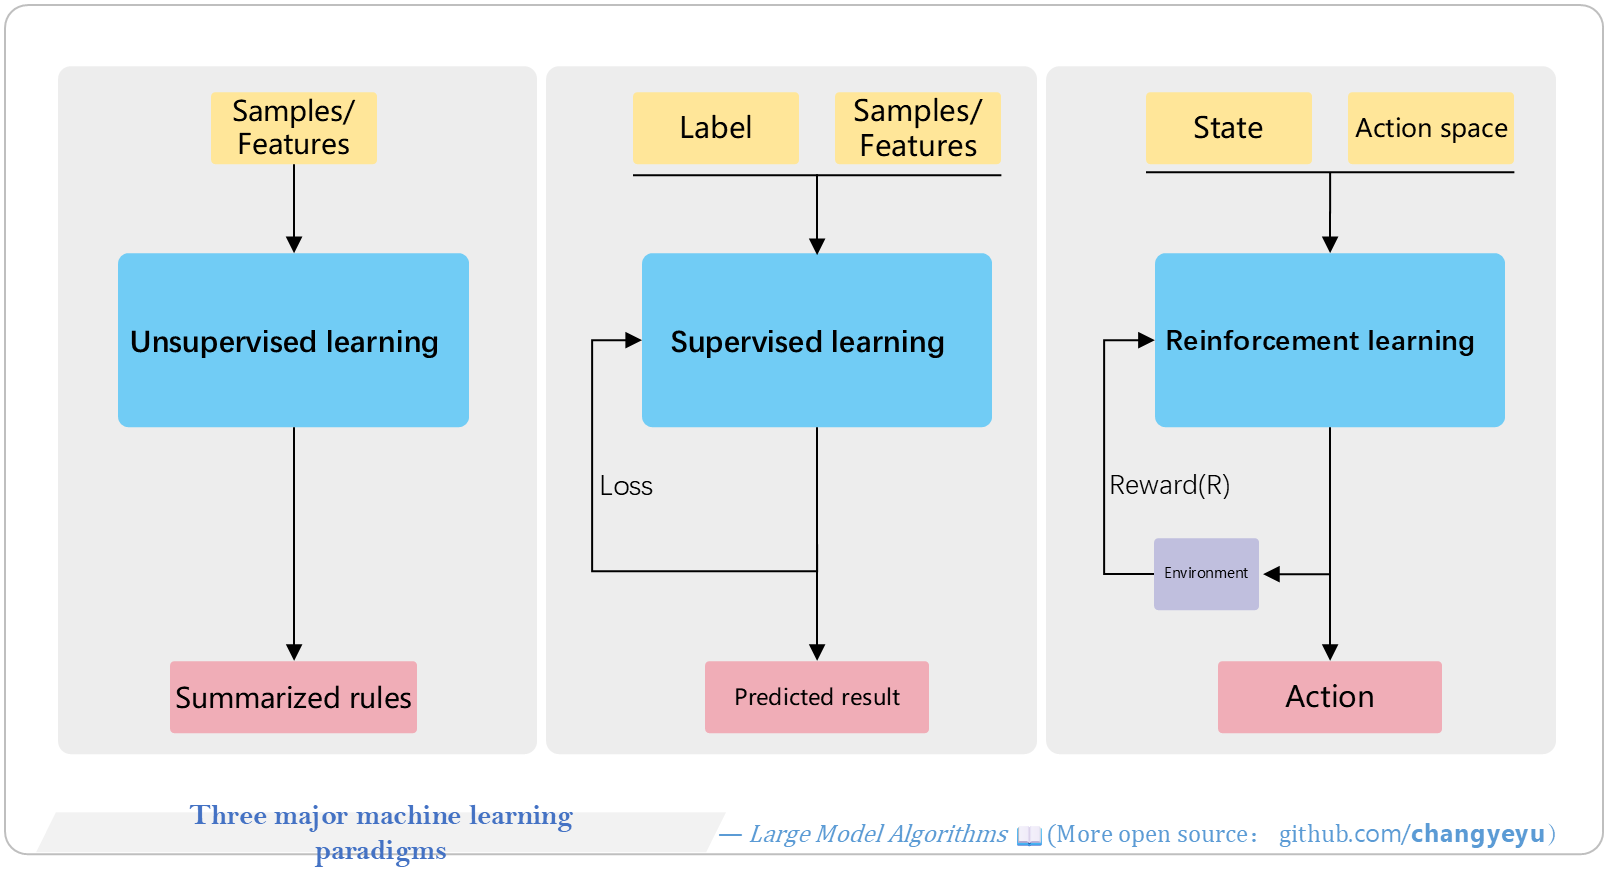 Samples/
Features
Unsupervised learning
Summarized rules
Label
Samples/
Features
Supervised learning
Loss
Predicted result
State
Action space
Reinforcement learning
Reward(R)
Environment
Action
Three major machine learning
paradigms
— Large Model Algorithms 📖 (More open source： github.com/changyeyu)